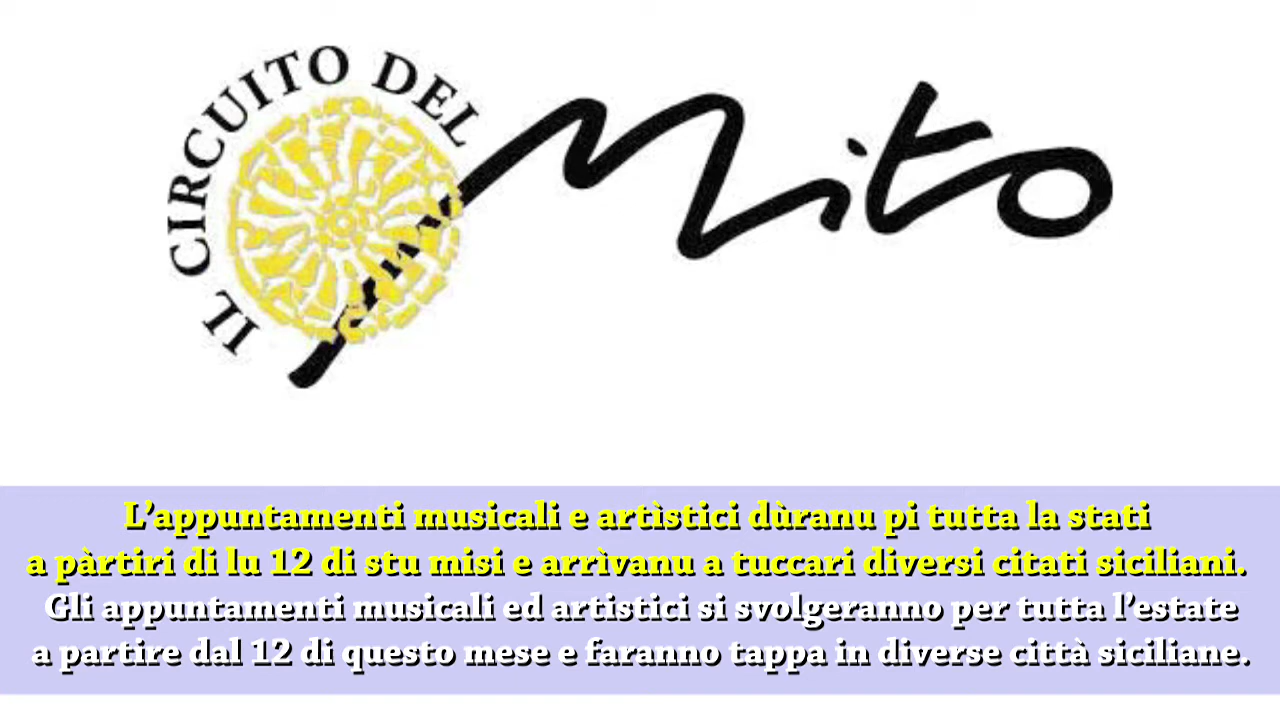 IL CIRCUITO DEL
Mito
L’appuntamenti musicali e artìstici dùranu pi tutta la stati
a pàrtiri di lu 12 di stu misi e arrìvanu a tuccari diversi citati siciliani.
Gli appuntamenti musicali ed artistici si svolgeranno per tutta l’estate
a partire dal 12 di questo mese e faranno tappa in diverse città siciliane.